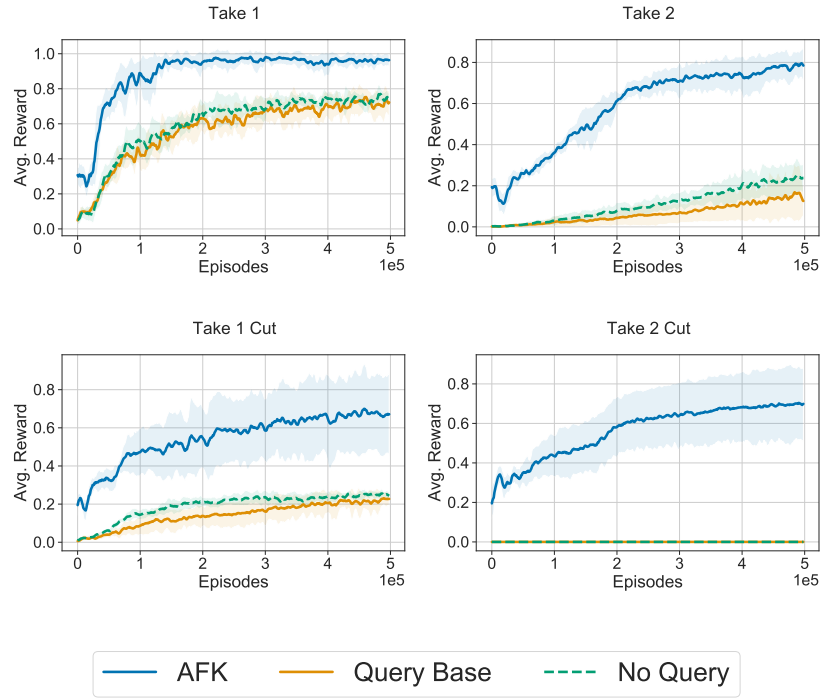 Take 1
Take 2
Avg. Reward
1.0
0.8
0.6
0.4
0.2
0.0
0 1 2 3 4 5
Episodes
1e5
Avg. Reward
0.8
0.6
0.4
0.2
0.0
0 1 2 3 4 5
Episodes
1e5
Take 1 Cut
Take 2 Cut
Avg. Reward
0.8
0.6
0.4
0.2
0.0
0 1 2 3 4 5
Episodes
1e5
Avg. Reward
0.8
0.6
0.4
0.2
0.0
0 1 2 3 4 5
Episodes
1e5
AFK Query Base No Query